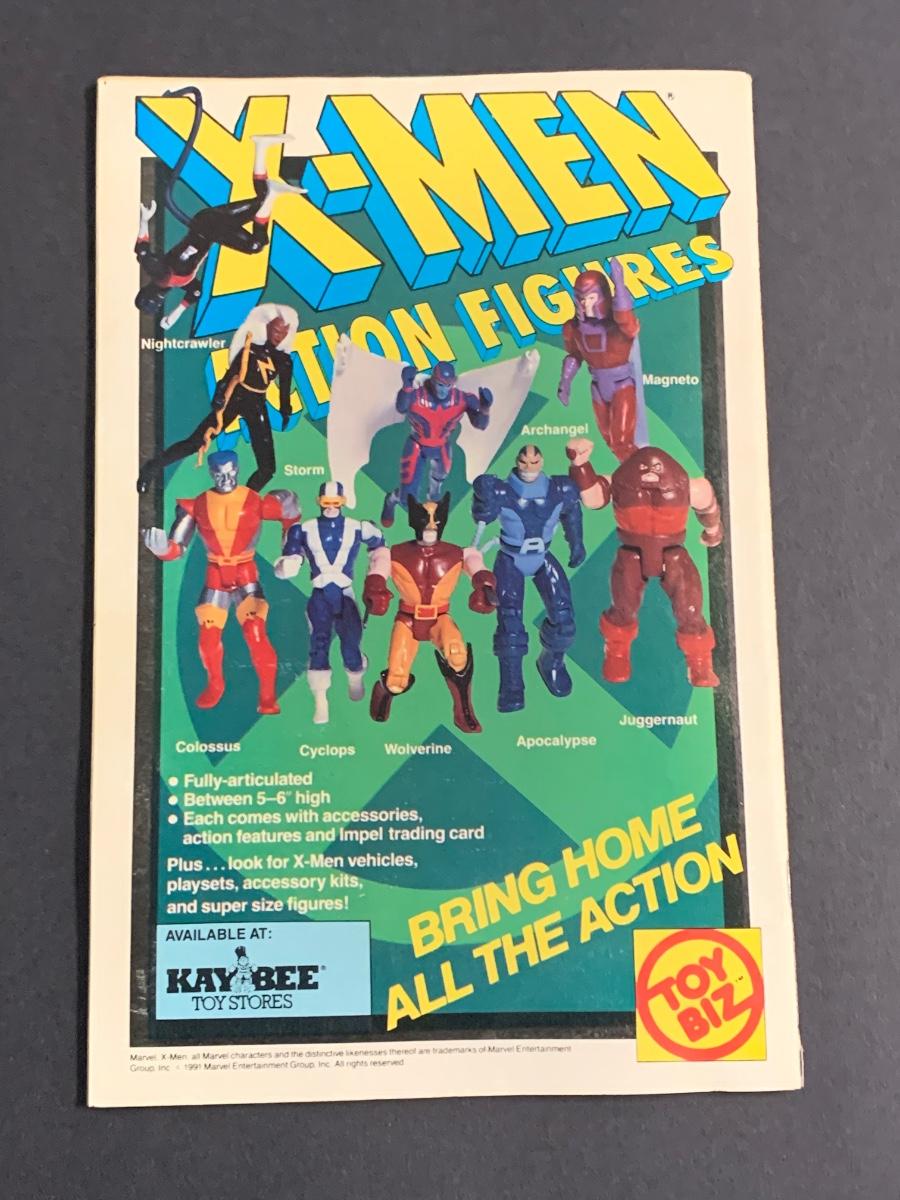 X-MEN®
ACTION FIGURES
Nightcrawler
Storm
Archangel
Magneto
Colossus
Cyclops
Wolverine
Apocalypse
Juggernaut
• Fully-articulated
• Between 5–6" high
• Each comes with accessories,
action features and Impel trading card
Plus...look for X-Men vehicles,
playsets, accessory kits,
and super size figures!
BRING HOME
ALL THE ACTION
AVAILABLE AT:
KAY BEE®
TOY STORES
TOY
BIZ™
Marvel, X-Men, all Marvel characters and the distinctive likenesses thereof are trademarks of Marvel Entertainment
Group, Inc. © 1991 Marvel Entertainment Group, Inc. All rights reserved